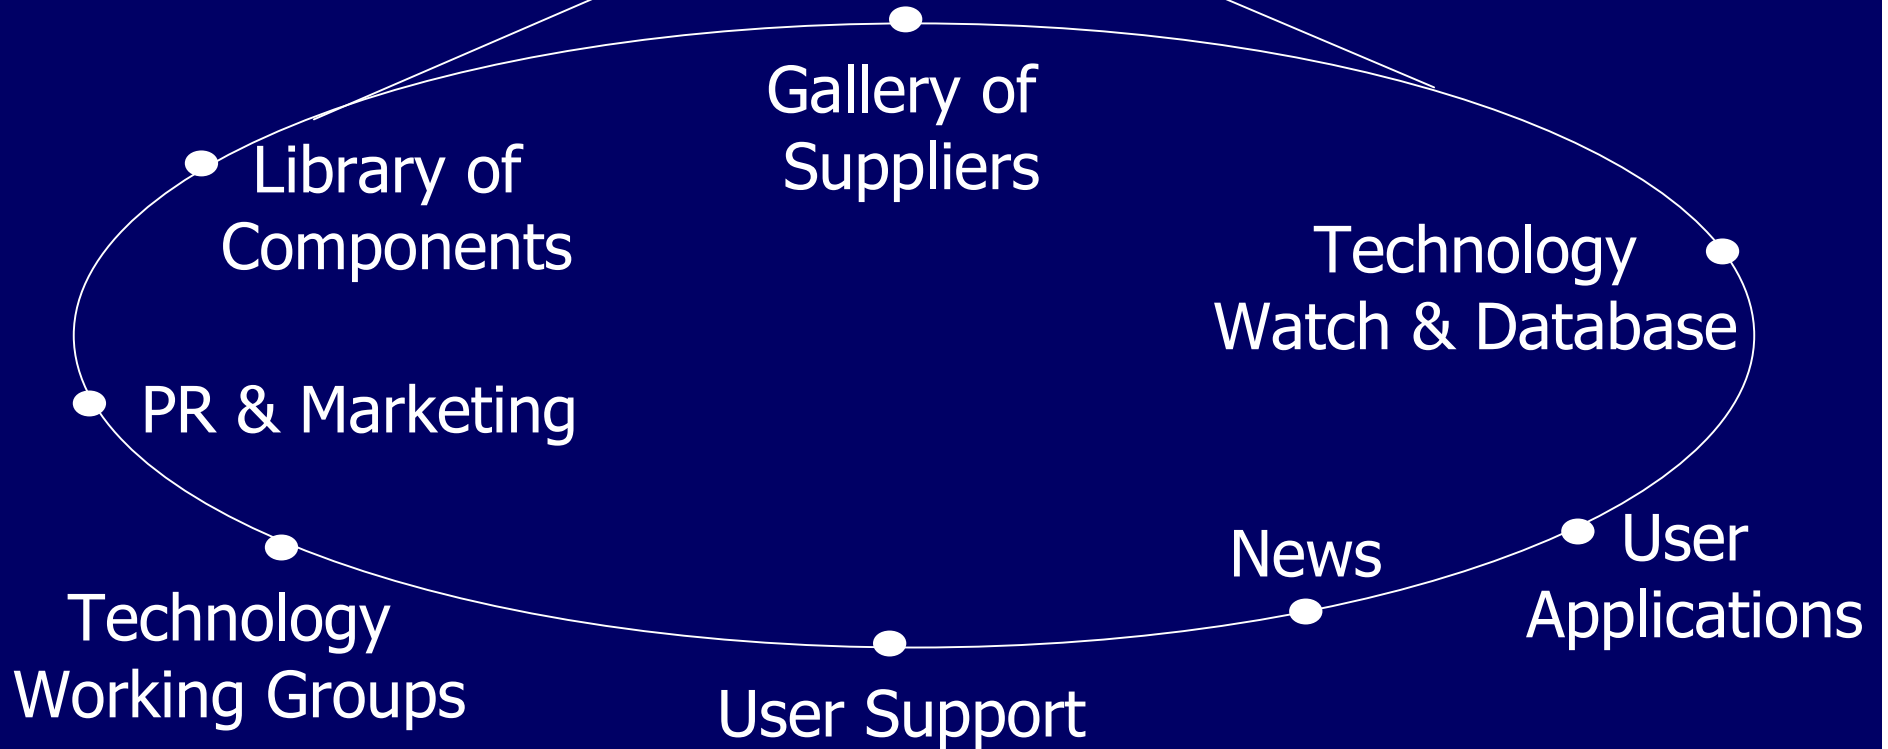 Gallery of
Suppliers
Library of
Components
Technology
Watch & Database
PR & Marketing
News
User
Applications
Technology
Working Groups
User Support